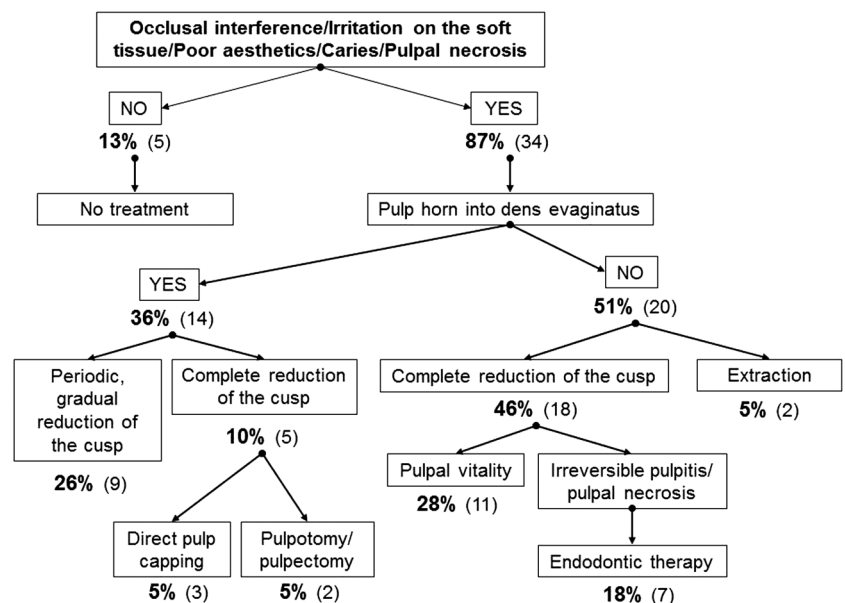 Occlusal interference/Irritation on the soft
tissue/Poor aesthetics/Caries/Pulpal necrosis
NO
YES
13% (5)
87% (34)
No treatment
Pulp horn into dens evaginatus
YES
NO
36% (14)
51% (20)
Periodic,
gradual
reduction of
the cusp
26% (9)
Complete reduction
of the cusp
10% (5)
Complete reduction of the cusp
46% (18)
Extraction
5% (2)
Pulpal vitality
28% (11)
Irreversible pulpitis/
pulpal necrosis
Direct pulp
capping
5% (3)
Pulpotomy/
pulpectomy
5% (2)
Endodontic therapy
18% (7)